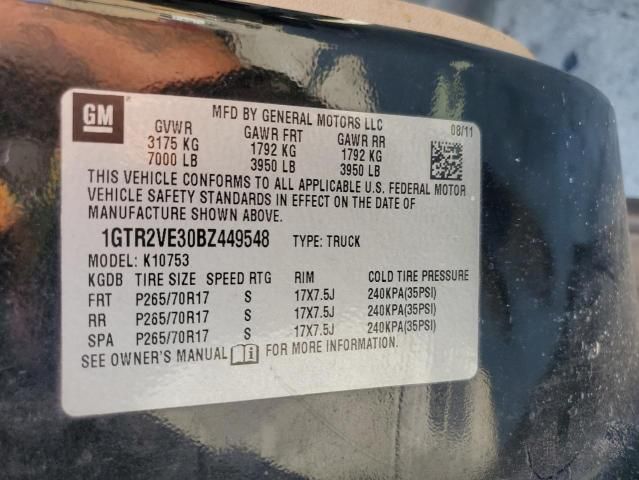 GM
MFD BY GENERAL MOTORS LLC
08/11
GVWR GAWR FRT GAWR RR
3175 KG 1792 KG 1792 KG
7000 LB 3950 LB 3950 LB
THIS VEHICLE CONFORMS TO ALL APPLICABLE U.S. FEDERAL MOTOR
VEHICLE SAFETY STANDARDS IN EFFECT ON THE DATE OF
MANUFACTURE SHOWN ABOVE.
1GTR2VE30BZ449548 TYPE: TRUCK
MODEL: K10753
KGDB TIRE SIZE SPEED RTG RIM COLD TIRE PRESSURE
FRT P265/70R17 S 17X7.5J 240KPA(35PSI)
RR P265/70R17 S 17X7.5J 240KPA(35PSI)
SPA P265/70R17 S 17X7.5J 240KPA(35PSI)
SEE OWNER'S MANUAL FOR MORE INFORMATION.